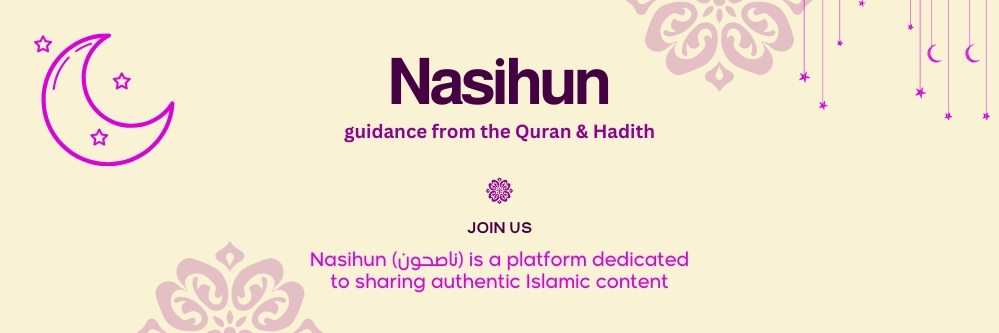 Nasihun
guidance from the Quran & Hadith
JOIN US
Nasihun (ناصحون) is a platform dedicated
to sharing authentic Islamic content